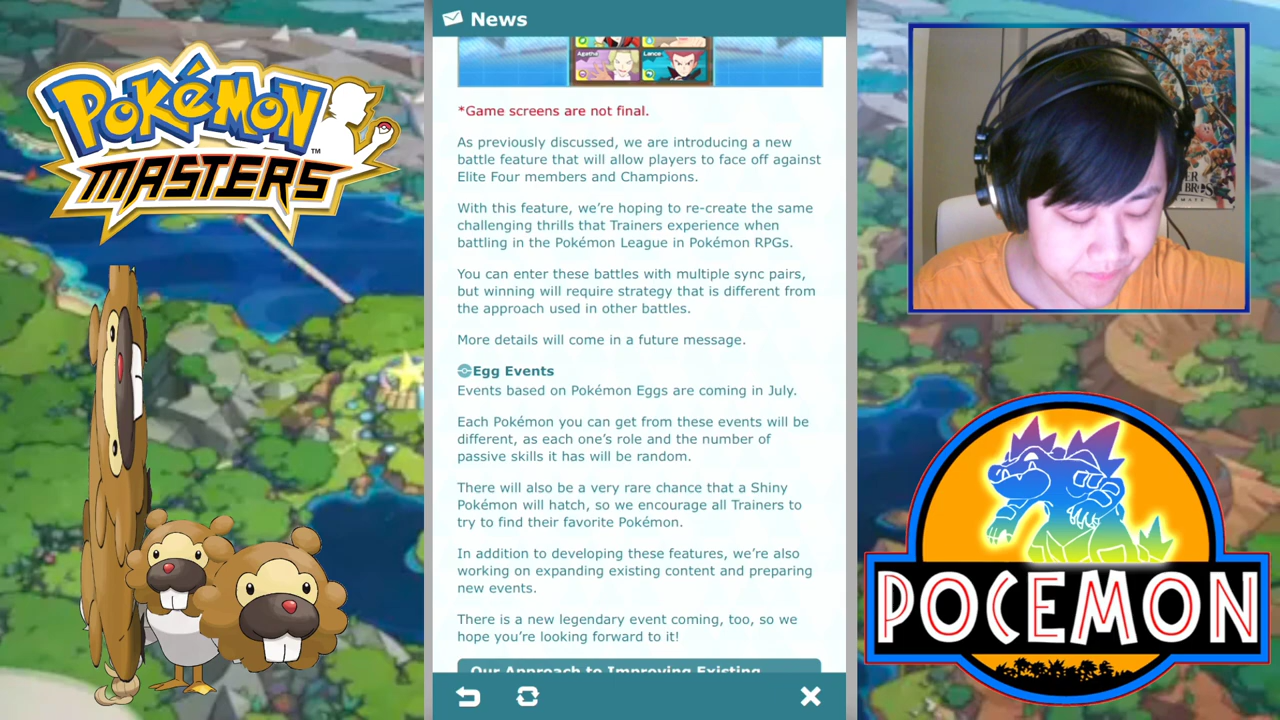 POKéMON
MASTERS
TM
News
Agatha
Lance
*Game screens are not final.
As previously discussed, we are introducing a new
battle feature that will allow players to face off against
Elite Four members and Champions.
With this feature, we’re hoping to re-create the same
challenging thrills that Trainers experience when
battling in the Pokémon League in Pokémon RPGs.
You can enter these battles with multiple sync pairs,
but winning will require strategy that is different from
the approach used in other battles.
More details will come in a future message.
Egg Events
Events based on Pokémon Eggs are coming in July.
Each Pokémon you can get from these events will be
different, as each one’s role and the number of
passive skills it has will be random.
There will also be a very rare chance that a Shiny
Pokémon will hatch, so we encourage all Trainers to
try to find their favorite Pokémon.
In addition to developing these features, we’re also
working on expanding existing content and preparing
new events.
There is a new legendary event coming, too, so we
hope you’re looking forward to it!
Our Approach to Improving Existing
POCEMON